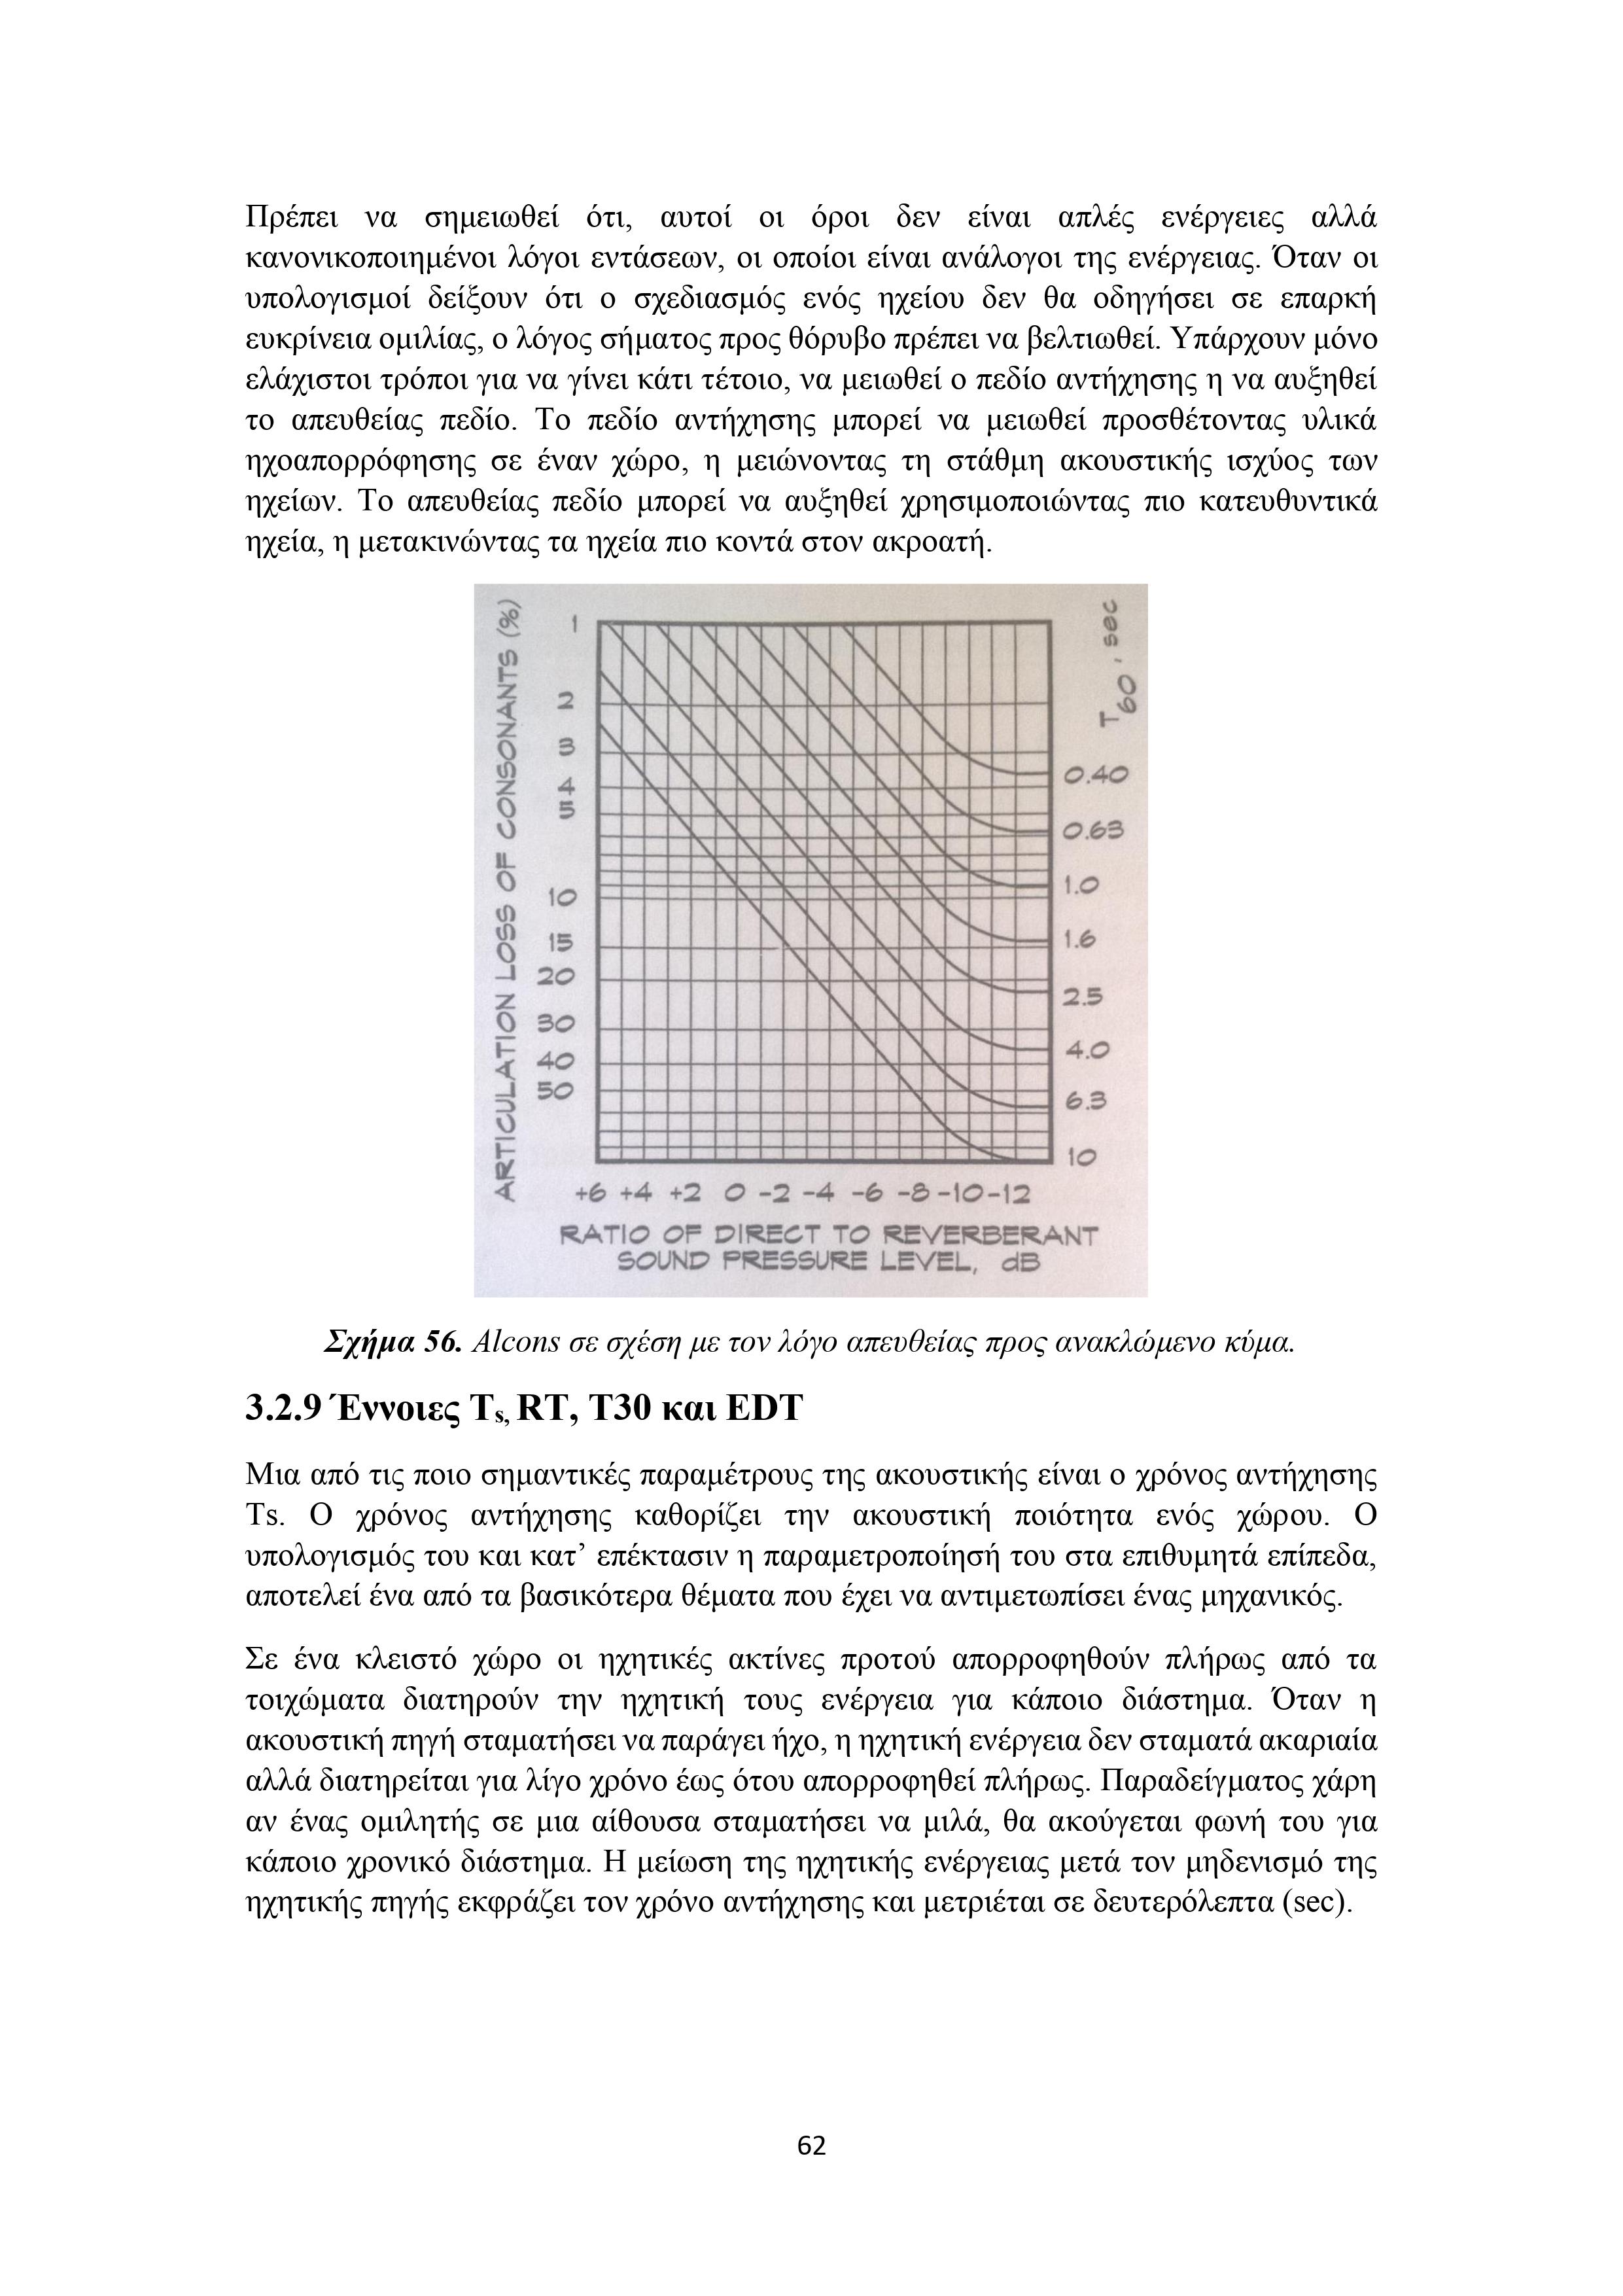 Πρέπει να σημειωθεί ότι, αυτοί οι όροι δεν είναι απλές ενέργειες αλλά
κανονικοποιημένοι λόγοι εντάσεων, οι οποίοι είναι ανάλογοι της ενέργειας. Όταν οι
υπολογισμοί δείξουν ότι ο σχεδιασμός ενός ηχείου δεν θα οδηγήσει σε επαρκή
ευκρίνεια ομιλίας, ο λόγος σήματος προς θόρυβο πρέπει να βελτιωθεί. Υπάρχουν μόνο
ελάχιστοι τρόποι για να γίνει κάτι τέτοιο, να μειωθεί ο πεδίο αντήχησης η να αυξηθεί
το απευθείας πεδίο. Το πεδίο αντήχησης μπορεί να μειωθεί προσθέτοντας υλικά
ηχοαπορρόφησης σε έναν χώρο, η μειώνοντας τη στάθμη ακουστικής ισχύος των
ηχείων. Το απευθείας πεδίο μπορεί να αυξηθεί χρησιμοποιώντας πιο κατευθυντικά
ηχεία, η μετακινώντας τα ηχεία πιο κοντά στον ακροατή.
ARTICULATION LOSS OF CONSONANTS (%)
1
2
3
4
5
10
15
20
30
40
50
T60, sec
0.40
0.63
1.0
1.6
2.5
4.0
6.3
10
+6 +4 +2 0 -2 -4 -6 -8 -10 -12
RATIO OF DIRECT TO REVERBERANT
SOUND PRESSURE LEVEL, dB
Σχήμα 56. Alcons σε σχέση με τον λόγο απευθείας προς ανακλώμενο κύμα.
3.2.9 Έννοιες Ts, RT, T30 και EDT
Μια από τις ποιο σημαντικές παραμέτρους της ακουστικής είναι ο χρόνος αντήχησης
Ts. Ο χρόνος αντήχησης καθορίζει την ακουστική ποιότητα ενός χώρου. Ο
υπολογισμός του και κατ’ επέκτασιν η παραμετροποίησή του στα επιθυμητά επίπεδα,
αποτελεί ένα από τα βασικότερα θέματα που έχει να αντιμετωπίσει ένας μηχανικός.
Σε ένα κλειστό χώρο οι ηχητικές ακτίνες προτού απορροφηθούν πλήρως από τα
τοιχώματα διατηρούν την ηχητική τους ενέργεια για κάποιο διάστημα. Όταν η
ακουστική πηγή σταματήσει να παράγει ήχο, η ηχητική ενέργεια δεν σταματά ακαριαία
αλλά διατηρείται για λίγο χρόνο έως ότου απορροφηθεί πλήρως. Παραδείγματος χάρη
αν ένας ομιλητής σε μια αίθουσα σταματήσει να μιλά, θα ακούγεται φωνή του για
κάποιο χρονικό διάστημα. Η μείωση της ηχητικής ενέργειας μετά τον μηδενισμό της
ηχητικής πηγής εκφράζει τον χρόνο αντήχησης και μετριέται σε δευτερόλεπτα (sec).
62